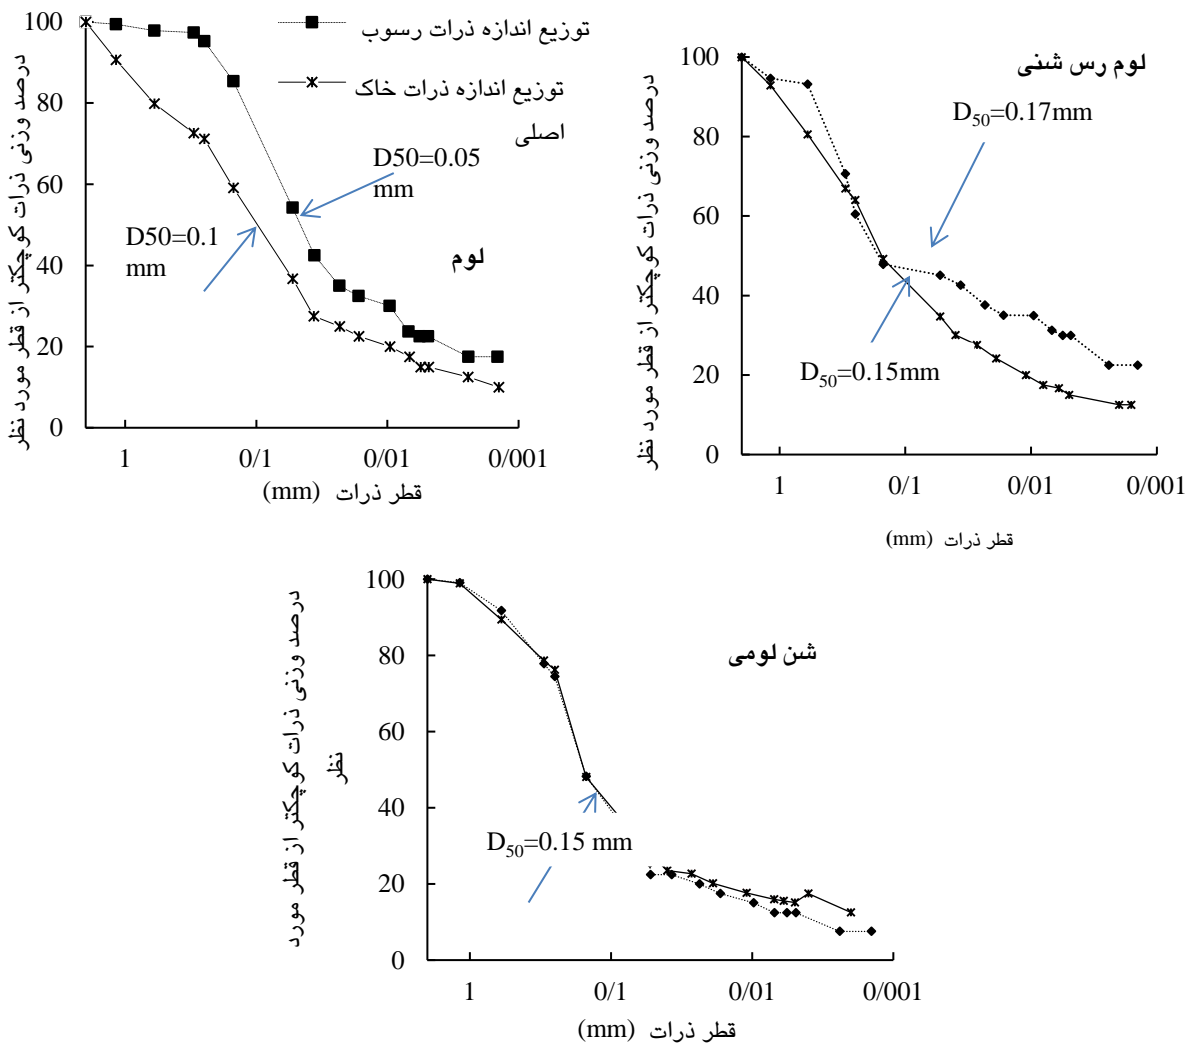 توزیع اندازه ذرات رسوب
توزیع اندازه ذرات خاک
اصلی
درصد وزنی ذرات کوچکتر از قطر مورد نظر
100
80
60
40
20
0
D50=0.05
mm
D50=0.1
mm
لوم
1
0/1
0/01
0/001
قطر ذرات (mm)
لوم رس شنی
درصد وزنی ذرات کوچکتر از قطر مورد نظر
100
80
60
40
20
0
D50=0.17mm
D50=0.15mm
1
0/1
0/01
0/001
قطر ذرات (mm)
شن لومی
درصد وزنی ذرات کوچکتر از قطر مورد
نظر
100
80
60
40
20
0
D50=0.15 mm
1
0/1
0/01
0/001
قطر ذرات (mm)